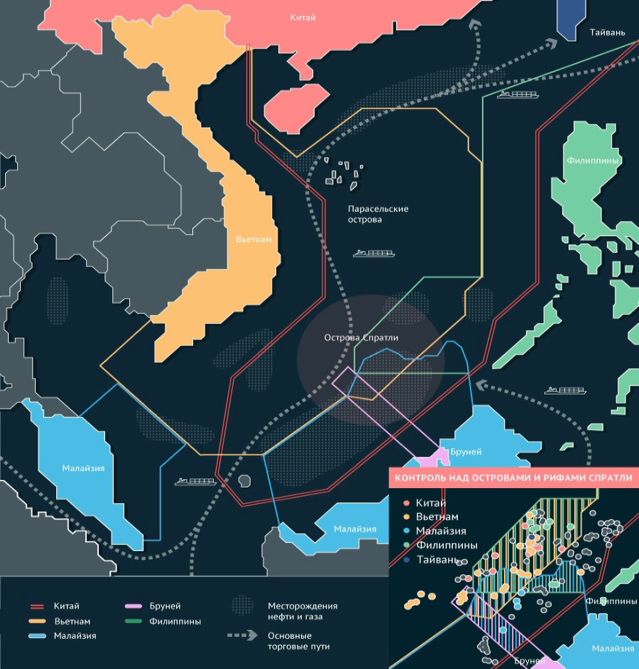 Китай
Тайвань
Филиппины
Парасельские
острова
Вьетнам
Острова Спратли
Малайзия
Бруней
Малайзия
КОНТРОЛЬ НАД ОСТРОВАМИ И РИФАМИ СПРАТЛИ
Китай
Вьетнам
Малайзия
Филиппины
Тайвань
Филиппины
Малайзия
Бруней
Китай
Вьетнам
Малайзия
Бруней
Филиппины
Месторождения
нефти и газа
Основные
торговые пути